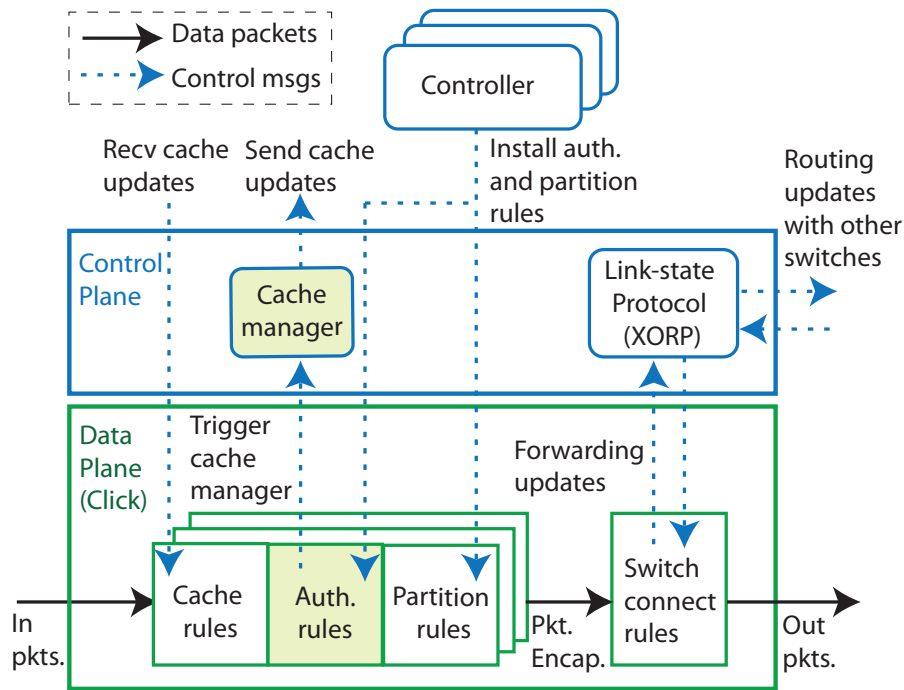 Data packets
Control msgs
Controller
Recv cache
updates
Send cache
updates
Install auth.
and partition
rules
Routing
updates
with other
switches
Control
Plane
Cache
manager
Link-state
Protocol
(XORP)
Data
Plane
(Click)
Trigger
cache
manager
Forwarding
updates
Cache
rules
Auth.
rules
Partition
rules
Switch
connect
rules
In
pkts.
Pkt.
Encap.
Out
pkts.